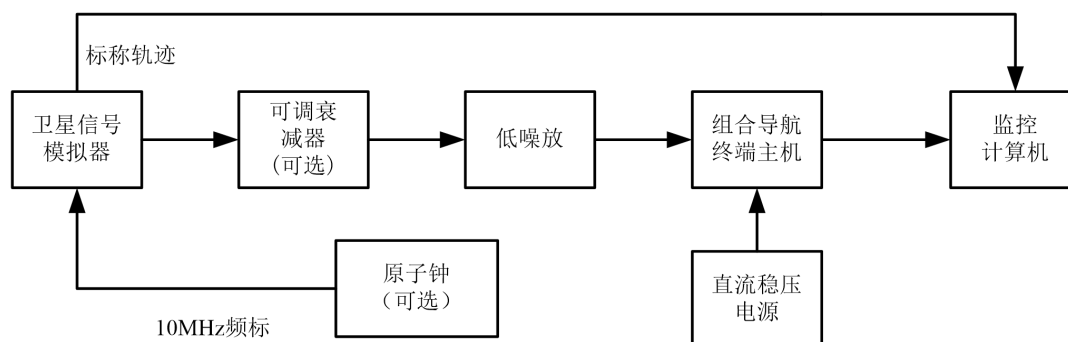 标称轨迹
卫星信号
模拟器
可调衰
减器
(可选)
低噪放
组合导航
终端主机
监控
计算机
原子钟
（可选）
直流稳压
电源
10MHz频标